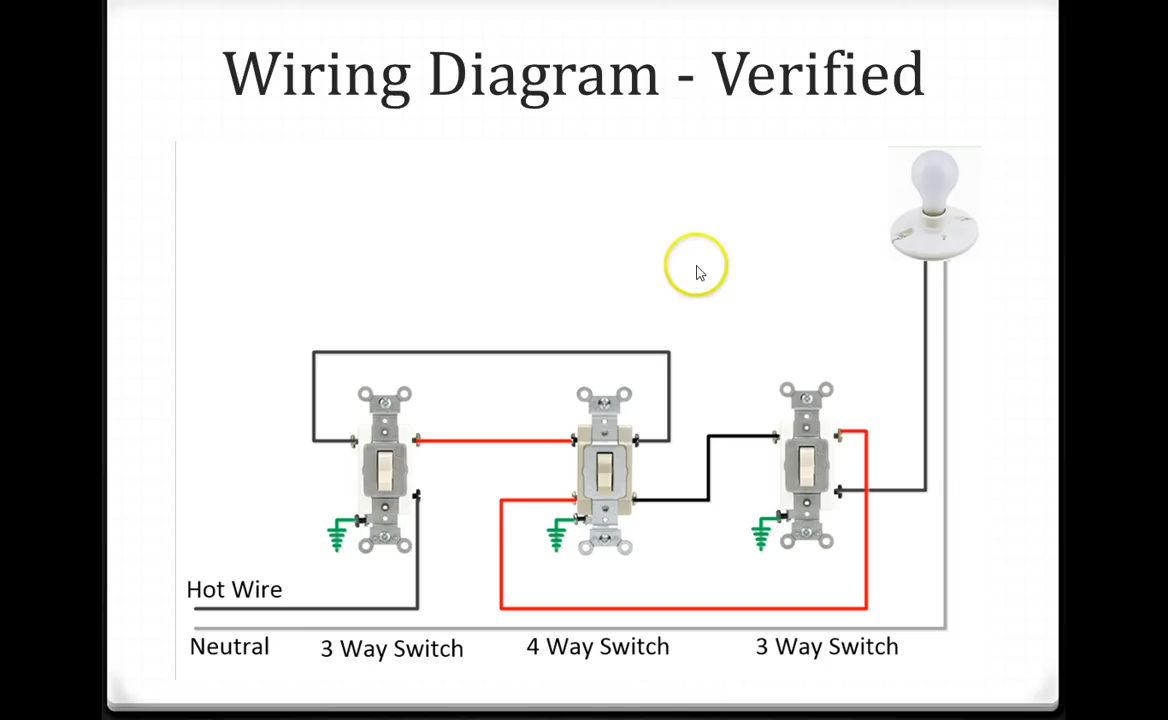 Wiring Diagram - Verified
Hot Wire
Neutral
3 Way Switch
4 Way Switch
3 Way Switch